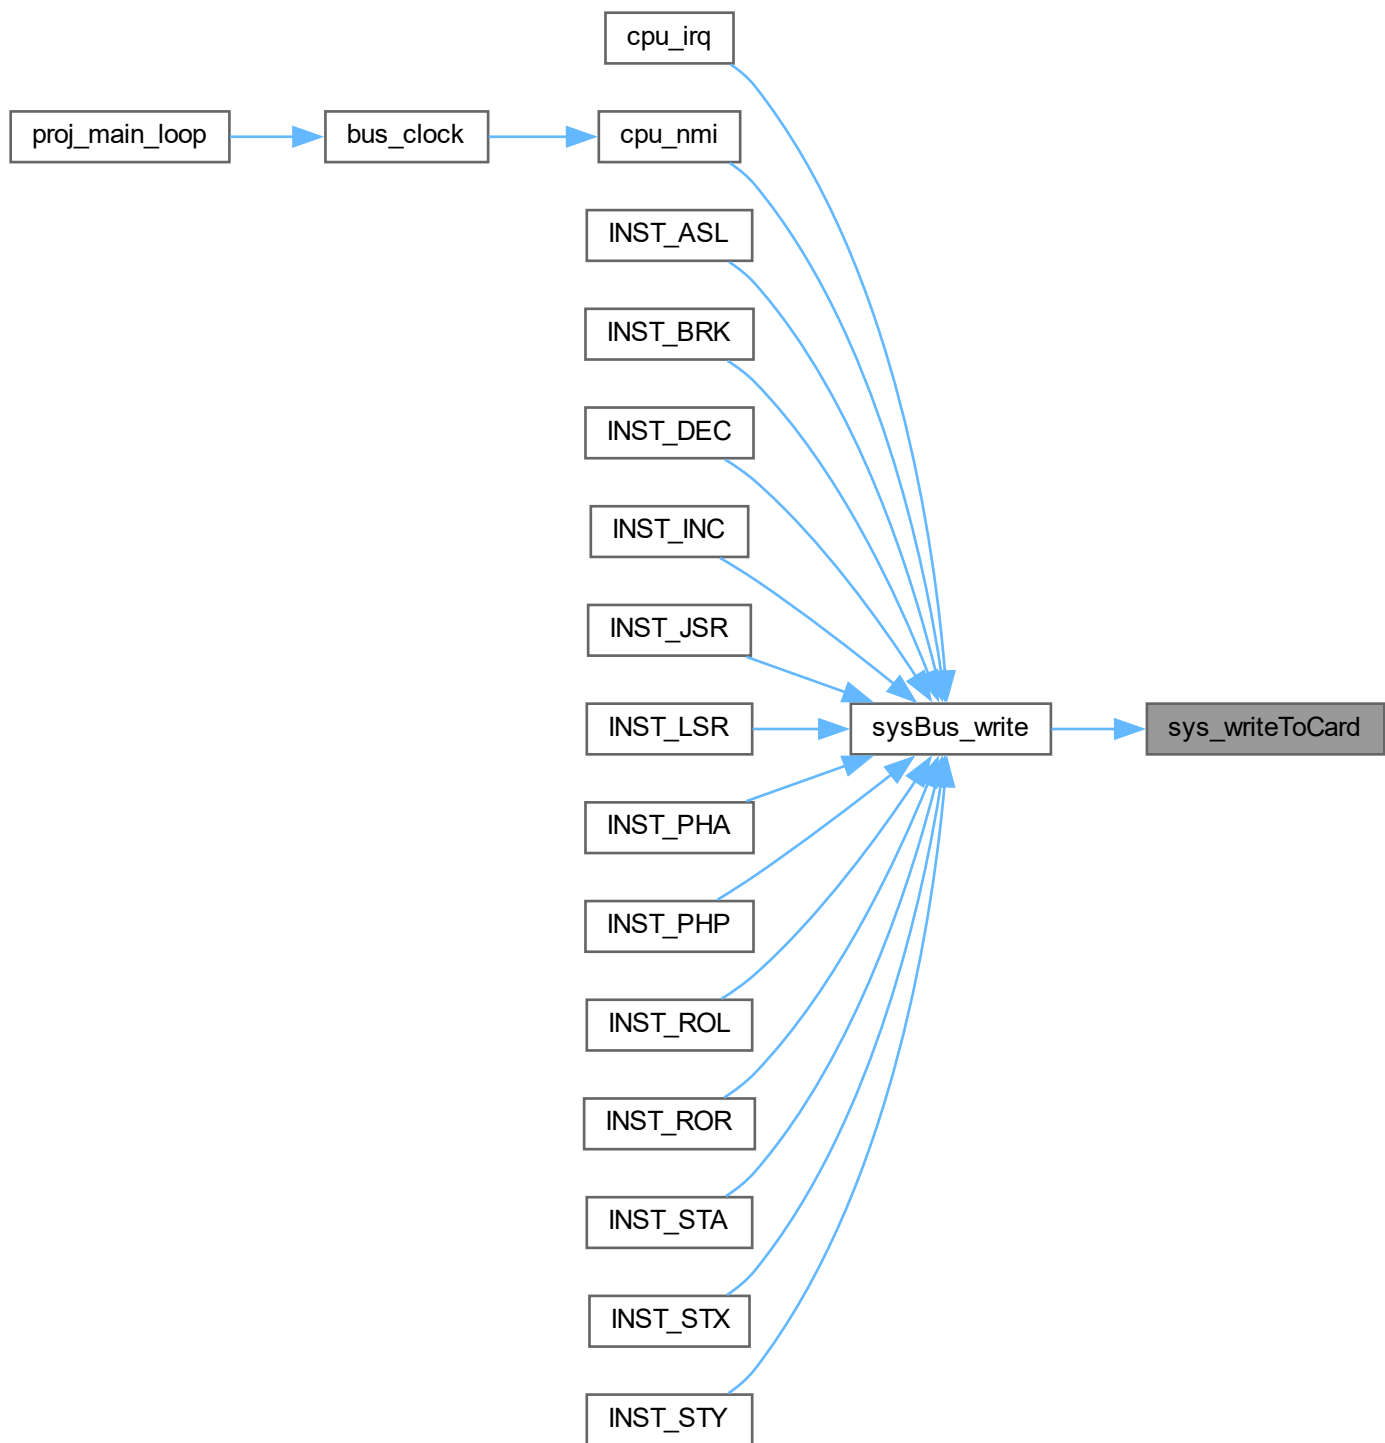 cpu_irq
proj_main_loop
bus_clock
cpu_nmi
INST_ASL
INST_BRK
INST_DEC
INST_INC
INST_JSR
INST_LSR
sysBus_write
sys_writeToCard
INST_PHA
INST_PHP
INST_ROL
INST_ROR
INST_STA
INST_STX
INST_STY